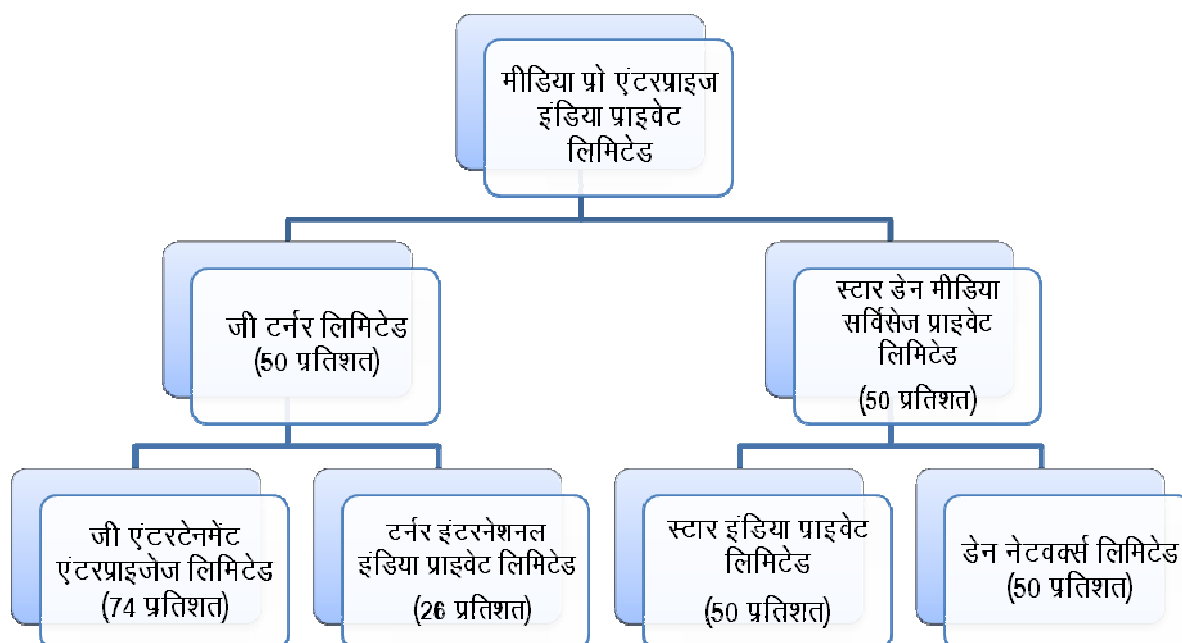 मीडिया प्रो एंटरप्राइज
इंडिया प्राइवेट
लिमिटेड
जी टर्नर लिमिटेड
(50 प्रतिशत)
स्टार डेन मीडिया
सर्विसेज प्राइवेट
लिमिटेड
(50 प्रतिशत)
जी एंटरटेनमेंट
एंटरप्राइजेज लिमिटेड
(74 प्रतिशत)
टर्नर इंटरनेशनल
इंडिया प्राइवेट लिमिटेड
(26 प्रतिशत)
स्टार इंडिया प्राइवेट
लिमिटेड
(50 प्रतिशत)
डेन नेटवर्क्स लिमिटेड
(50 प्रतिशत)